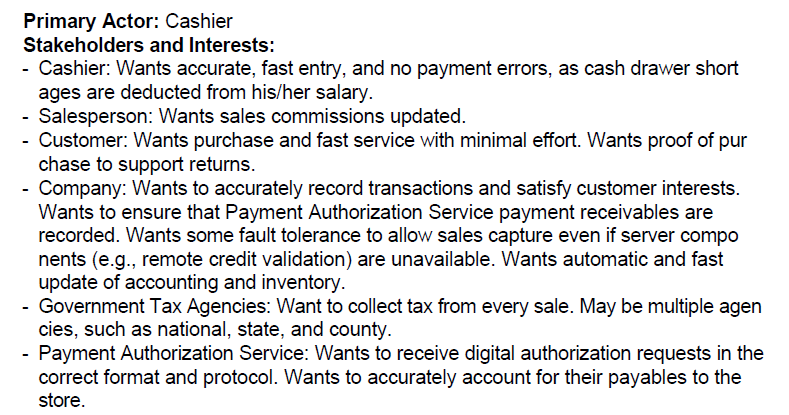 Primary Actor: Cashier
Stakeholders and Interests:
- Cashier: Wants accurate, fast entry, and no payment errors, as cash drawer short
ages are deducted from his/her salary.
- Salesperson: Wants sales commissions updated.
- Customer: Wants purchase and fast service with minimal effort. Wants proof of pur
chase to support returns.
- Company: Wants to accurately record transactions and satisfy customer interests.
Wants to ensure that Payment Authorization Service payment receivables are
recorded. Wants some fault tolerance to allow sales capture even if server compo
nents (e.g., remote credit validation) are unavailable. Wants automatic and fast
update of accounting and inventory.
- Government Tax Agencies: Want to collect tax from every sale. May be multiple agen
cies, such as national, state, and county.
- Payment Authorization Service: Wants to receive digital authorization requests in the
correct format and protocol. Wants to accurately account for their payables to the
store.